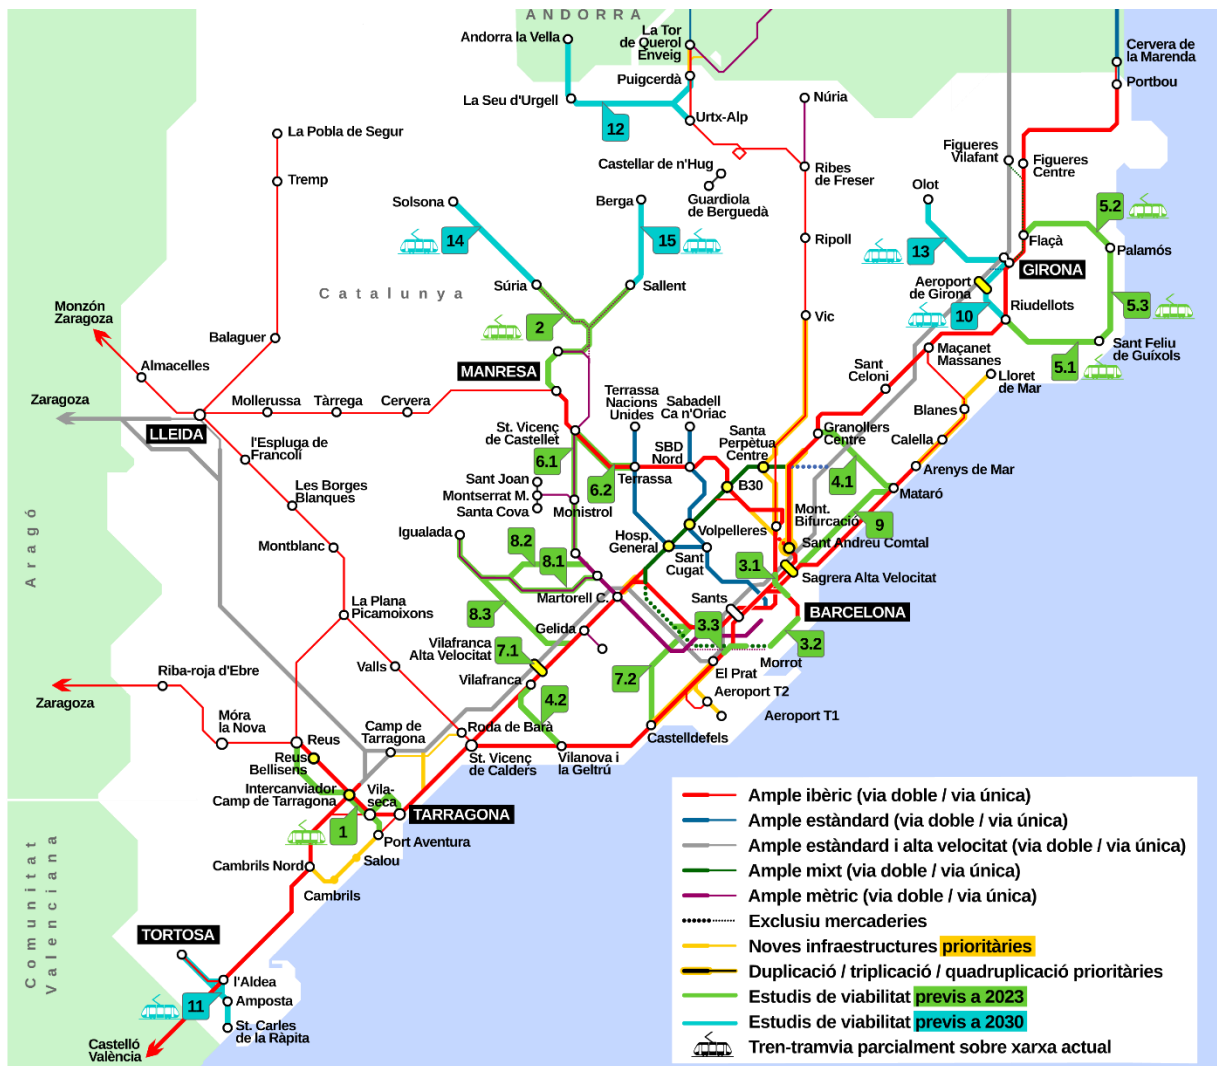 ANDORRA
La Tor
de Querol
Enveig
Andorra la Vella
Cervera de
la Marenda
Puigcerdà
Portbou
La Seu d'Urgell
Núria
12
Urtx-Alp
La Pobla de Segur
Figueres
Vilafant
Castellar de n'Hug
Figueres
Centre
Ribes
de Freser
Tremp
Olot
Guardiola
de Berguedà
Solsona
Berga
5.2
14
15
Ripoll
13
Flaçà
Palamós
GIRONA
Súria
Sallent
Aeroport
de Girona
Catalunya
Monzón
Zaragoza
Riudellots
5.3
10
2
Vic
Balaguer
Sant Feliu
de Guíxols
Maçanet
Massanes
Almacelles
MANRESA
Sant
Celoni
5.1
Lloret
de Mar
Zaragoza
Mollerussa
Tàrrega
Cervera
Terrassa
Nacions
Unides
Sabadell
Ca n'Oriac
Blanes
LLEIDA
St. Vicenç
de Castellet
Santa
Perpètua
Centre
Granollers
Centre
Calella
l'Espluga de
Francolí
SBD
Nord
6.1
Arenys de Mar
Sant Joan
Montserrat M.
Santa Cova
6.2
Terrassa
B30
4.1
Les Borges
Blanques
Mataró
Monistrol
Mont.
Bifurcació
9
Aragó
Igualada
8.2
Hosp.
General
Volpelleres
Montblanc
Sant Andreu Comtal
8.1
Sant
Cugat
3.1
Sagrera Alta Velocitat
La Plana
Picamoixons
Martorell C.
Sants
BARCELONA
8.3
Gelida
3.3
Vilafranca
Alta Velocitat
7.1
3.2
Riba-roja d'Ebre
Valls
Morrot
El Prat
Vilafranca
7.2
Zaragoza
4.2
Aeroport T2
Móra
la Nova
Aeroport T1
Camp de
Tarragona
Roda de Barà
Reus
Castelldefels
Reus
Bellisens
St. Vicenç
de Calders
Vilanova i
la Geltrú
Intercanviador
Camp de Tarragona
Vila-
seca
TARRAGONA
1
Port Aventura
Salou
Cambrils Nord
Cambrils
Comunitat
Valenciana
TORTOSA
l'Aldea
11
Amposta
St. Carles
de la Ràpita
Castelló
València
Ample ibèric (via doble / via única)
Ample estàndard (via doble / via única)
Ample estàndard i alta velocitat (via doble / via única)
Ample mixt (via doble / via única)
Ample mètric (via doble / via única)
Exclusiu mercaderies
Noves infraestructures prioritàries
Duplicació / triplicació / quadruplicació prioritàries
Estudis de viabilitat previs a 2023
Estudis de viabilitat previs a 2030
Tren-tramvia parcialment sobre xarxa actual